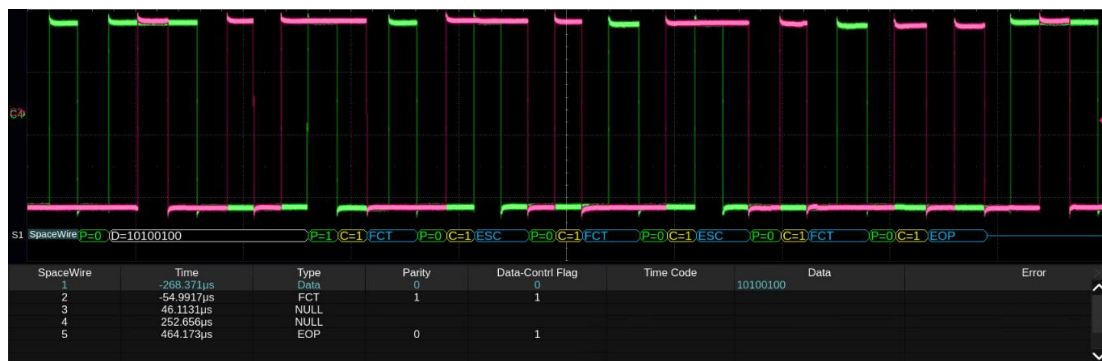 C4
S1 SpaceWire P=0 D=10100100 P=1 C=1 FCT P=0 C=1 ESC P=0 C=1 FCT P=0 C=1 ESC P=0 C=1 FCT P=0 C=1 EOP
SpaceWire Time Type Parity Data-Contrl Flag Time Code Data Error
1 -268.371µs Data 0 0 10100100
2 -54.9917µs FCT 1 1
3 46.1131µs NULL
4 252.656µs NULL
5 464.173µs EOP 0 1